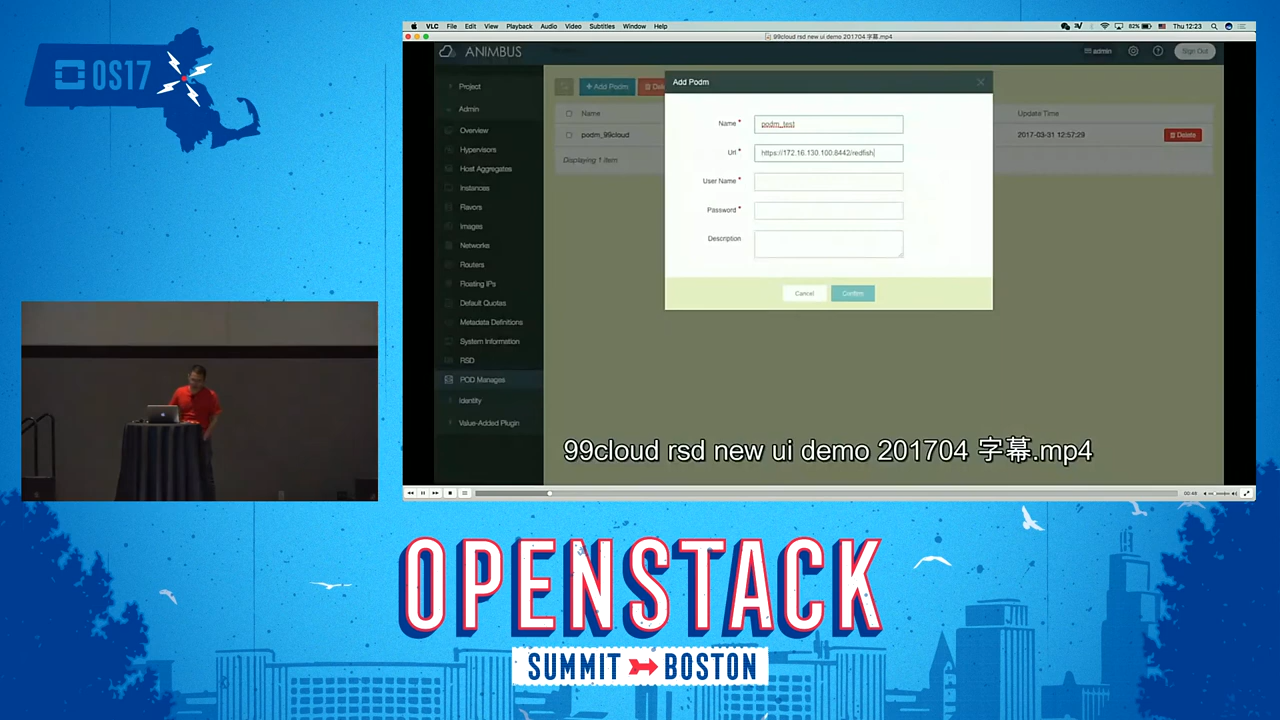 OS17
VLC File Edit View Playback Audio Video Subtitles Window Help
82% Thu 12:23
99cloud rsd new ui demo 201704 字幕.mp4
ANIMBUS
admin
Sign Out
Project
Admin
Overview
Hypervisors
Host Aggregates
Instances
Flavors
Images
Networks
Routers
Floating IPs
Default Quotas
Metadata Definitions
System Information
RSD
POD Manages
Identity
Value-Added Plugin
+ Add Podm
Name
Update Time
podm_99cloud
2017-03-31 12:57:29
Delete
Displaying 1 item
Add Podm
Name *
podm_test
Url *
https://172.16.130.100:8442/redfish
User Name *
Password *
Description
Cancel
Confirm
99cloud rsd new ui demo 201704 字幕.mp4
00:48
OPENSTACK
SUMMIT BOSTON